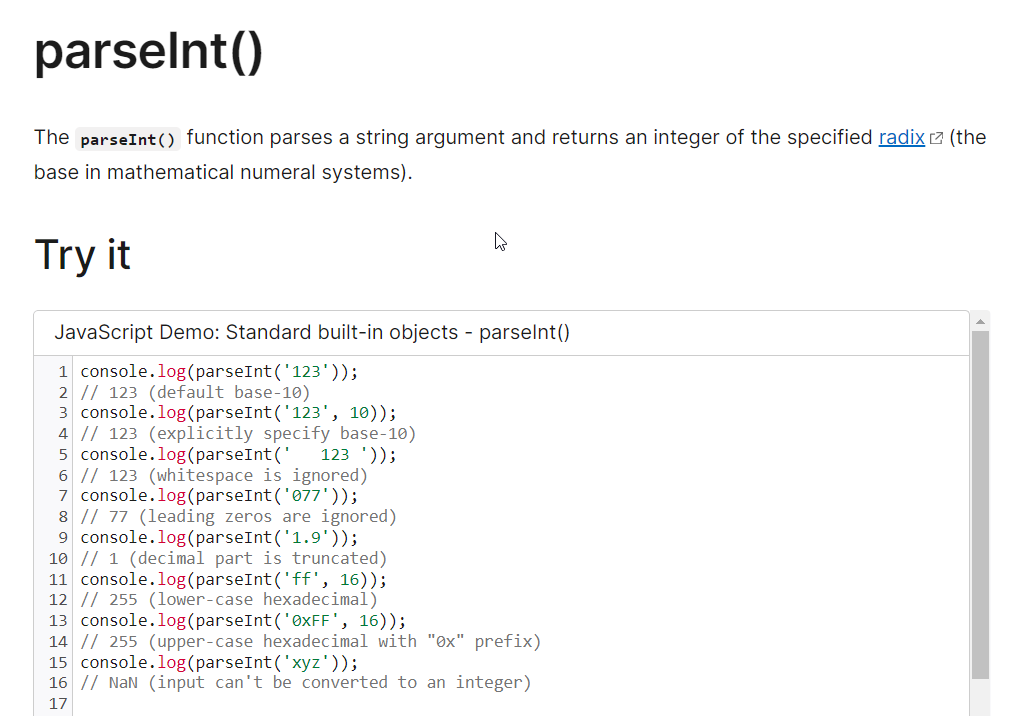 parseInt()
The parseInt() function parses a string argument and returns an integer of the specified radix (the
base in mathematical numeral systems).
Try it
JavaScript Demo: Standard built-in objects - parseInt()
1 console.log(parseInt('123'));
2 // 123 (default base-10)
3 console.log(parseInt('123', 10));
4 // 123 (explicitly specify base-10)
5 console.log(parseInt('   123 '));
6 // 123 (whitespace is ignored)
7 console.log(parseInt('077'));
8 // 77 (leading zeros are ignored)
9 console.log(parseInt('1.9'));
10 // 1 (decimal part is truncated)
11 console.log(parseInt('ff', 16));
12 // 255 (lower-case hexadecimal)
13 console.log(parseInt('0xFF', 16));
14 // 255 (upper-case hexadecimal with "0x" prefix)
15 console.log(parseInt('xyz'));
16 // NaN (input can't be converted to an integer)
17